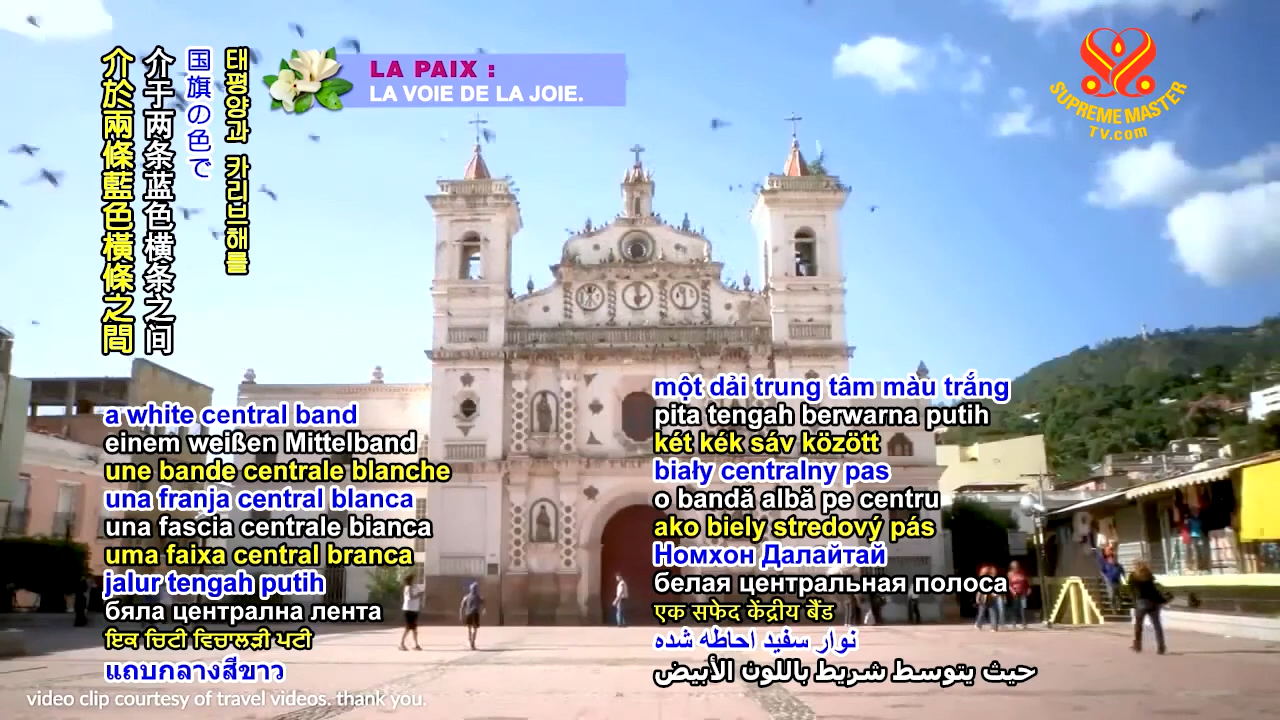 태평양과 카리브해를
国旗の色で
介于两条蓝色横条之间
介於兩條藍色橫條之間
LA PAIX :
LA VOIE DE LA JOIE.
SUPREME MASTER
TV.com
a white central band
einem weißen Mittelband
une bande centrale blanche
una franja central blanca
una fascia centrale bianca
uma faixa central branca
jalur tengah putih
бяла централна лента
ਇਕ ਚਿਟੀ ਵਿਚਾਲੜੀ ਪਟੀ
แถบกลางสีขาว
một dải trung tâm màu trắng
pita tengah berwarna putih
két kék sáv között
biały centralny pas
o bandă albă pe centru
ako biely stredový pás
Номхон Далайтай
белая центральная полоса
एक सफेद केंद्रीय बैंड
نوار سفید احاطه شده
حيث يتوسط شريط باللون الأبيض
video clip courtesy of travel videos. thank you.